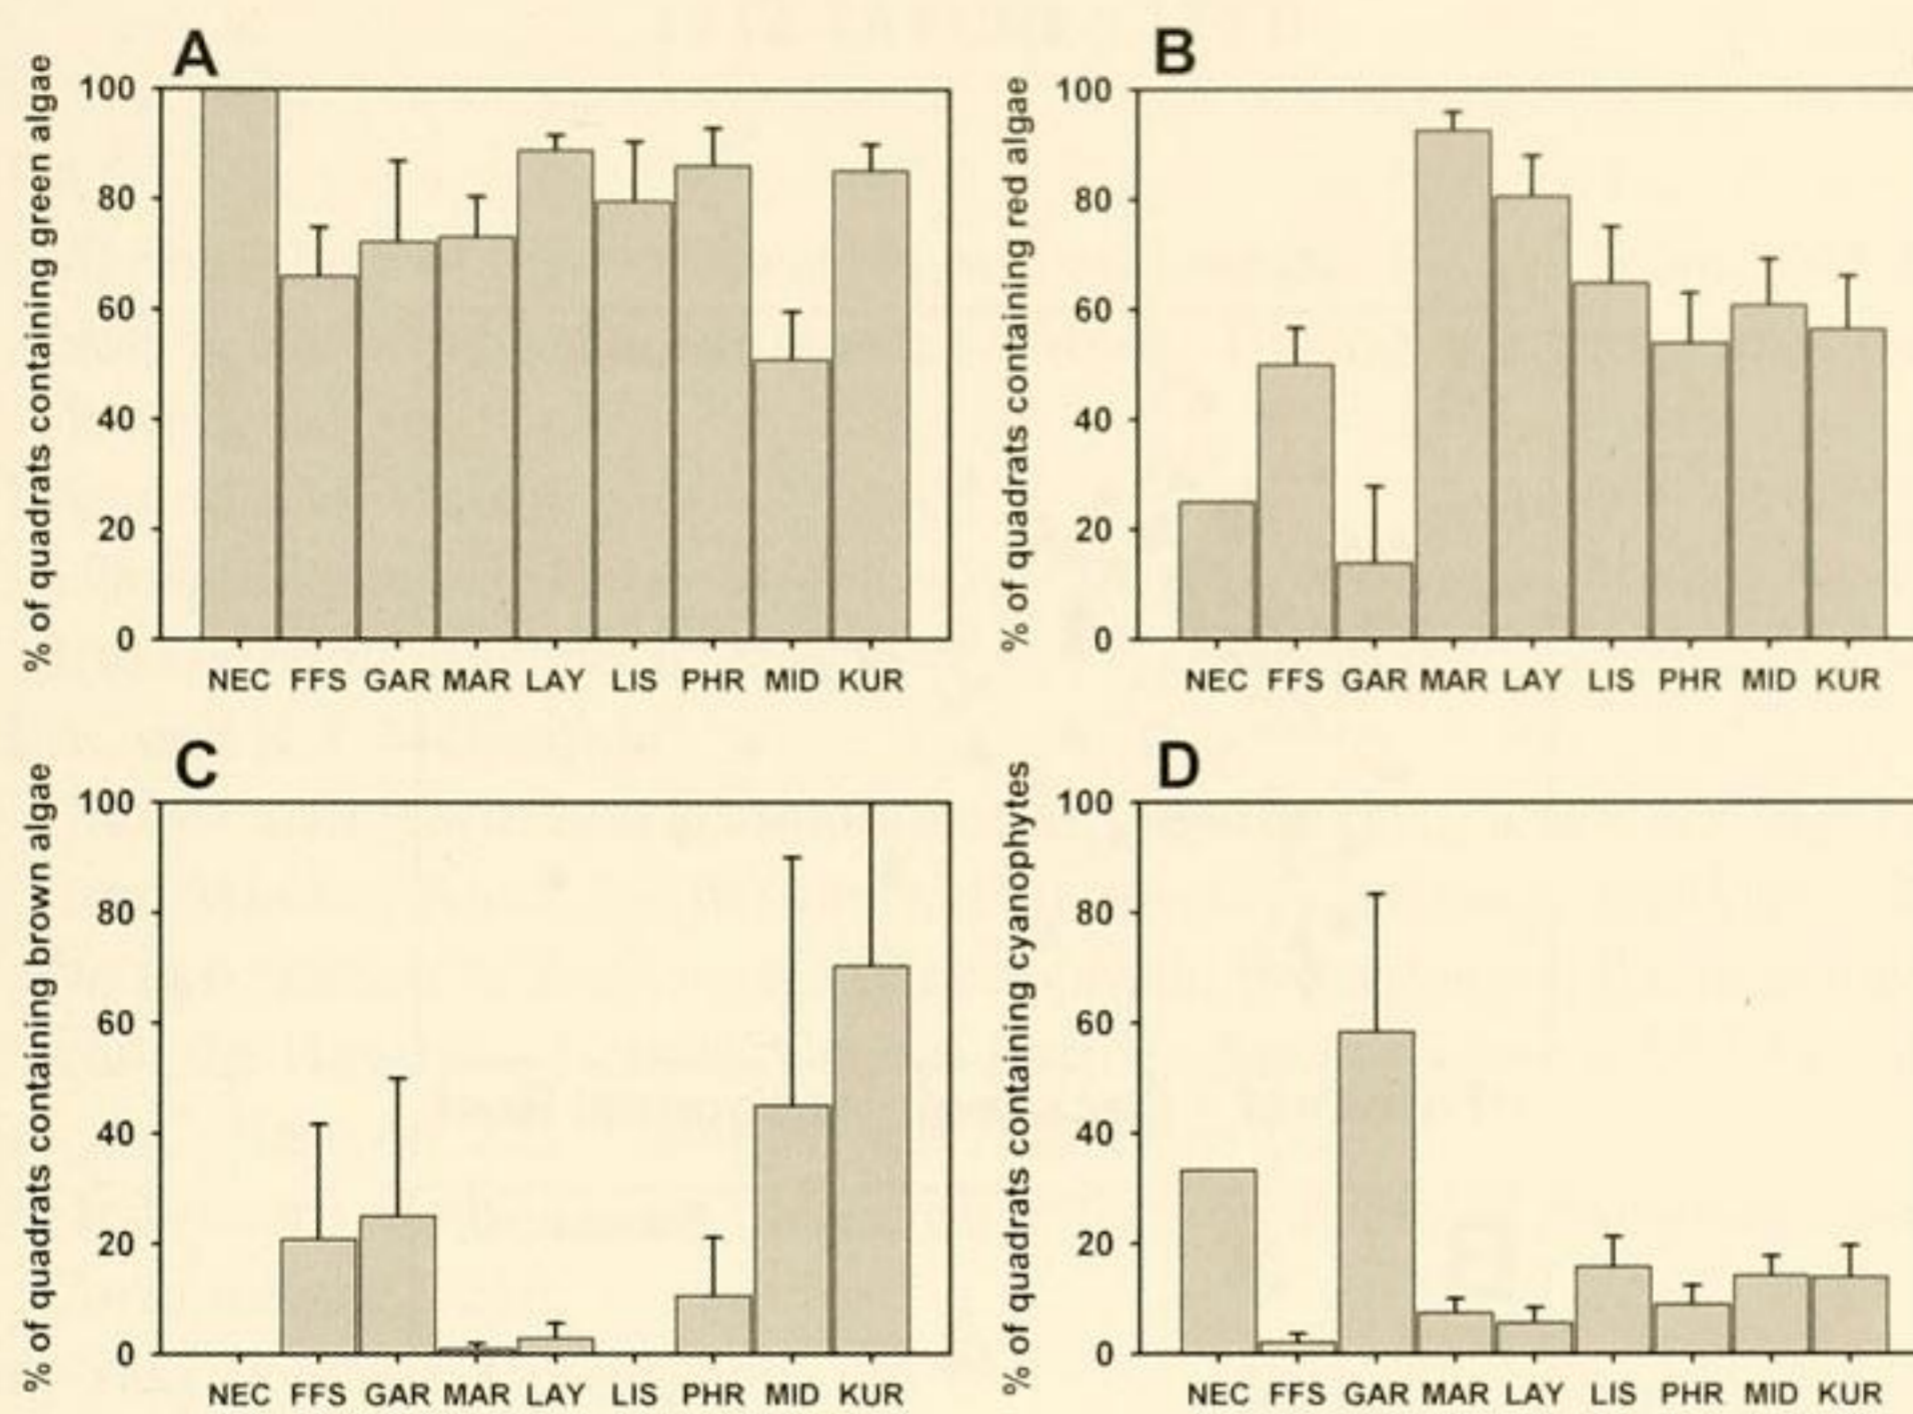 A
% of quadrats containing green algae
100
80
60
40
20
0
NEC FFS GAR MAR LAY LIS PHR MID KUR
B
% of quadrats containing red algae
100
80
60
40
20
0
NEC FFS GAR MAR LAY LIS PHR MID KUR
C
% of quadrats containing brown algae
100
80
60
40
20
0
NEC FFS GAR MAR LAY LIS PHR MID KUR
D
% of quadrats containing cyanophytes
100
80
60
40
20
0
NEC FFS GAR MAR LAY LIS PHR MID KUR